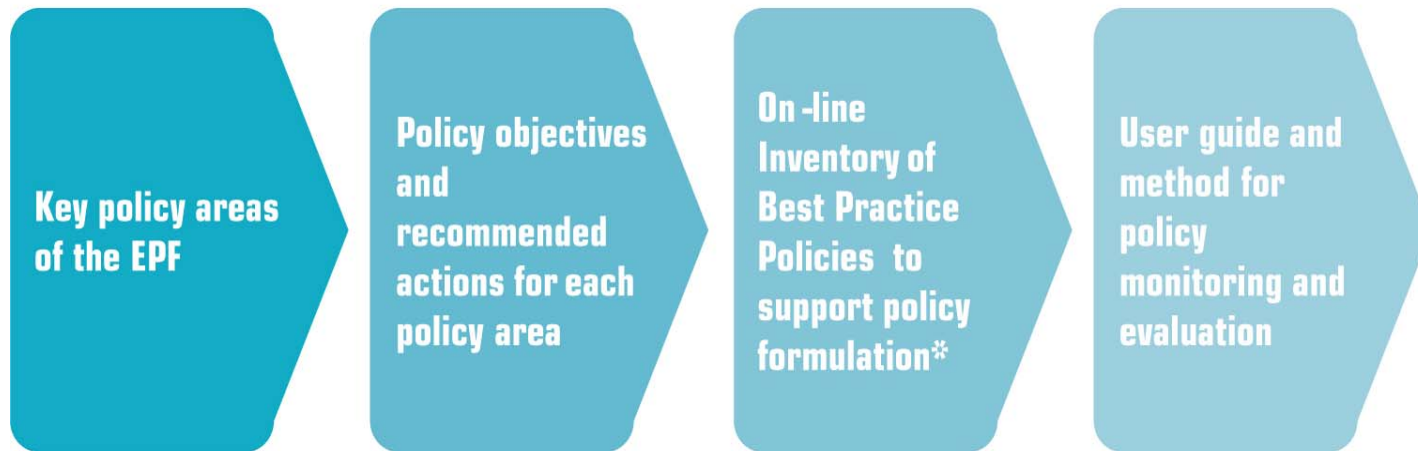 Key policy areas
of the EPF
Policy objectives
and
recommended
actions for each
policy area
On -line
Inventory of
Best Practice
Policies to
support policy
formulation*
User guide and
method for
policy
monitoring and
evaluation